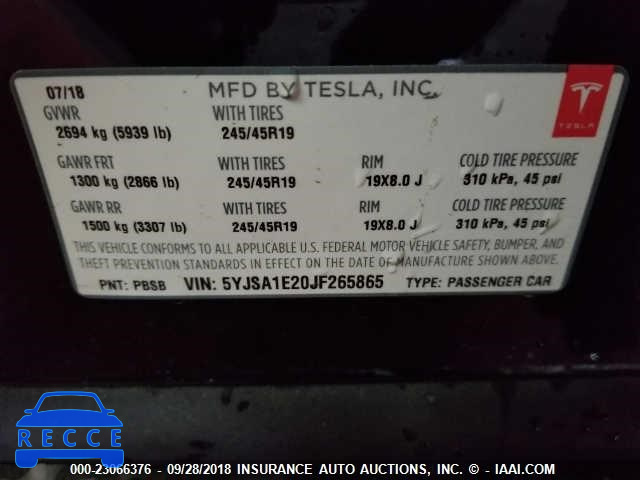 07/18 MFD BY TESLA, INC.
GVWR WITH TIRES
2694 kg (5939 lb) 245/45R19
TESLA
GAWR FRT WITH TIRES RIM COLD TIRE PRESSURE
1300 kg (2866 lb) 245/45R19 19X8.0 J 310 kPa, 45 psi
GAWR RR WITH TIRES RIM COLD TIRE PRESSURE
1500 kg (3307 lb) 245/45R19 19X8.0 J 310 kPa, 45 psi
THIS VEHICLE CONFORMS TO ALL APPLICABLE U.S. FEDERAL MOTOR VEHICLE SAFETY, BUMPER, AND
THEFT PREVENTION STANDARDS IN EFFECT ON THE DATE OF MANUFACTURE SHOWN ABOVE.
PNT: PBSB VIN: 5YJSA1E20JF265865 TYPE: PASSENGER CAR
RECCE
000-23066376 - 09/28/2018 INSURANCE AUTO AUCTIONS, INC. © - IAAI.COM